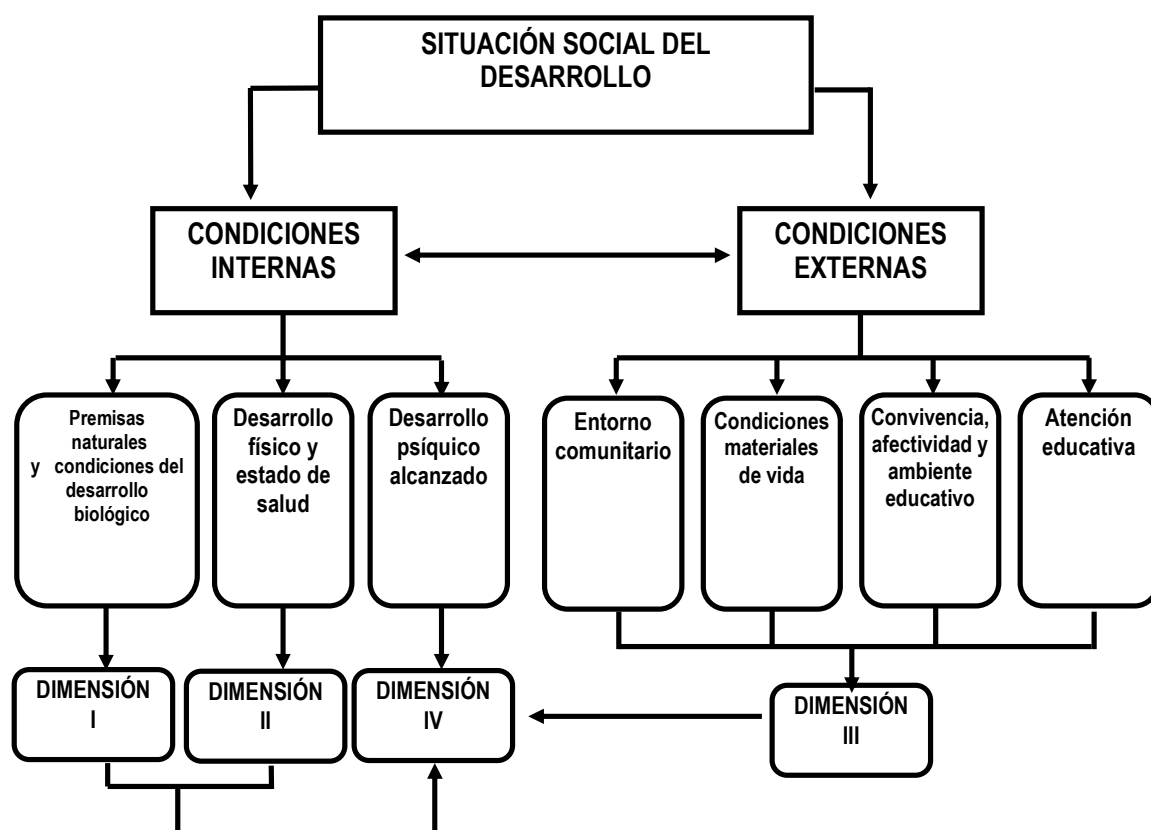 SITUACIÓN SOCIAL DEL
DESARROLLO
CONDICIONES
INTERNAS
CONDICIONES
EXTERNAS
Premisas
naturales
y condiciones del
desarrollo
biológico
Desarrollo
físico y
estado de
salud
Desarrollo
psíquico
alcanzado
Entorno
comunitario
Condiciones
materiales
de vida
Convivencia,
afectividad y
ambiente
educativo
Atención
educativa
DIMENSIÓN
I
DIMENSIÓN
II
DIMENSIÓN
IV
DIMENSIÓN
III